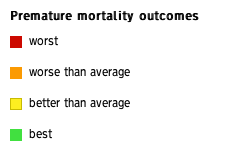 Premature mortality outcomes
worst
worse than average
better than average
best